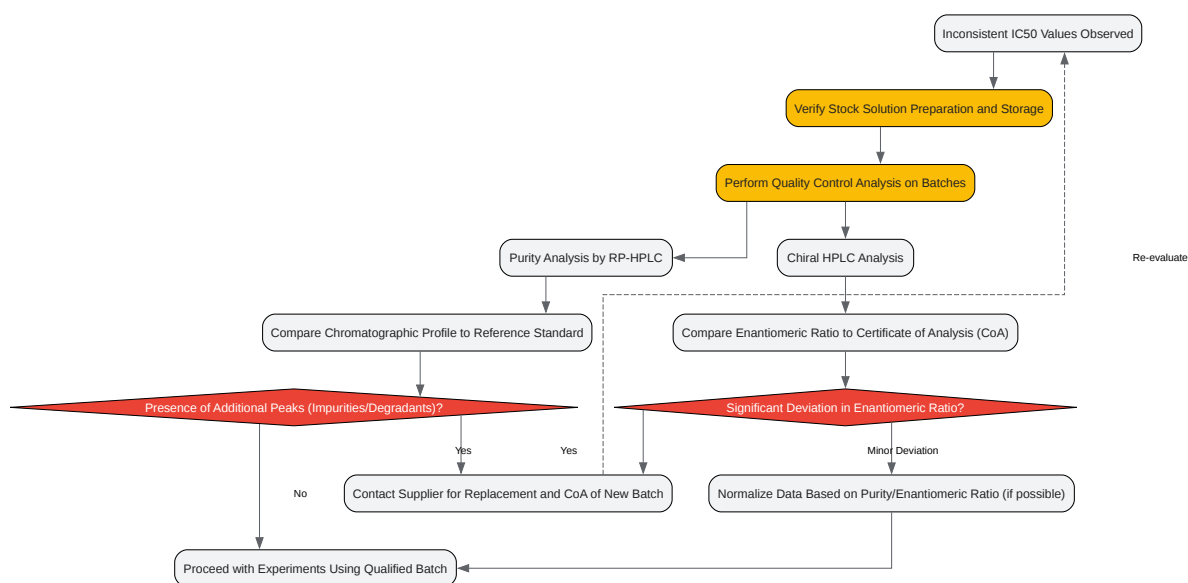 Inconsistent IC50 Values Observed
Verify Stock Solution Preparation and Storage
Perform Quality Control Analysis on Batches
Purity Analysis by RP-HPLC
Chiral HPLC Analysis
Re-evaluate
Compare Chromatographic Profile to Reference Standard
Compare Enantiomeric Ratio to Certificate of Analysis (CoA)
Presence of Additional Peaks (Impurities/Degradants)?
Significant Deviation in Enantiomeric Ratio?
Yes
Yes
Minor Deviation
No
Contact Supplier for Replacement and CoA of New Batch
Normalize Data Based on Purity/Enantiomeric Ratio (if possible)
Proceed with Experiments Using Qualified Batch